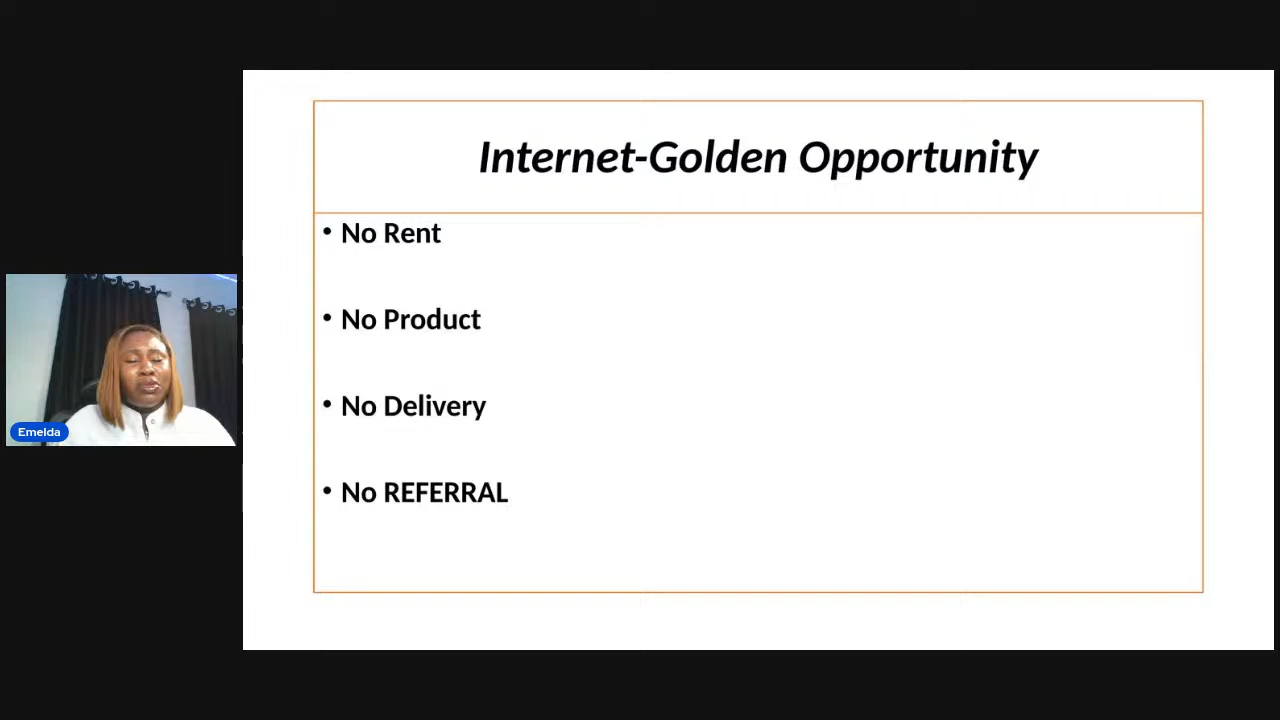 Internet-Golden Opportunity
• No Rent
• No Product
• No Delivery
• No REFERRAL
Emelda